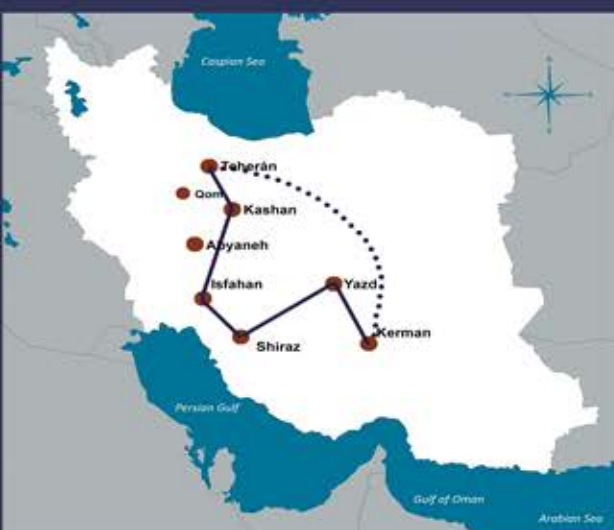 Caspian Sea
Teherán
Qom
Kashan
Abyaneh
Isfahan
Yazd
Kerman
Shiraz
Persian Gulf
Gulf of Oman
Arabian Sea